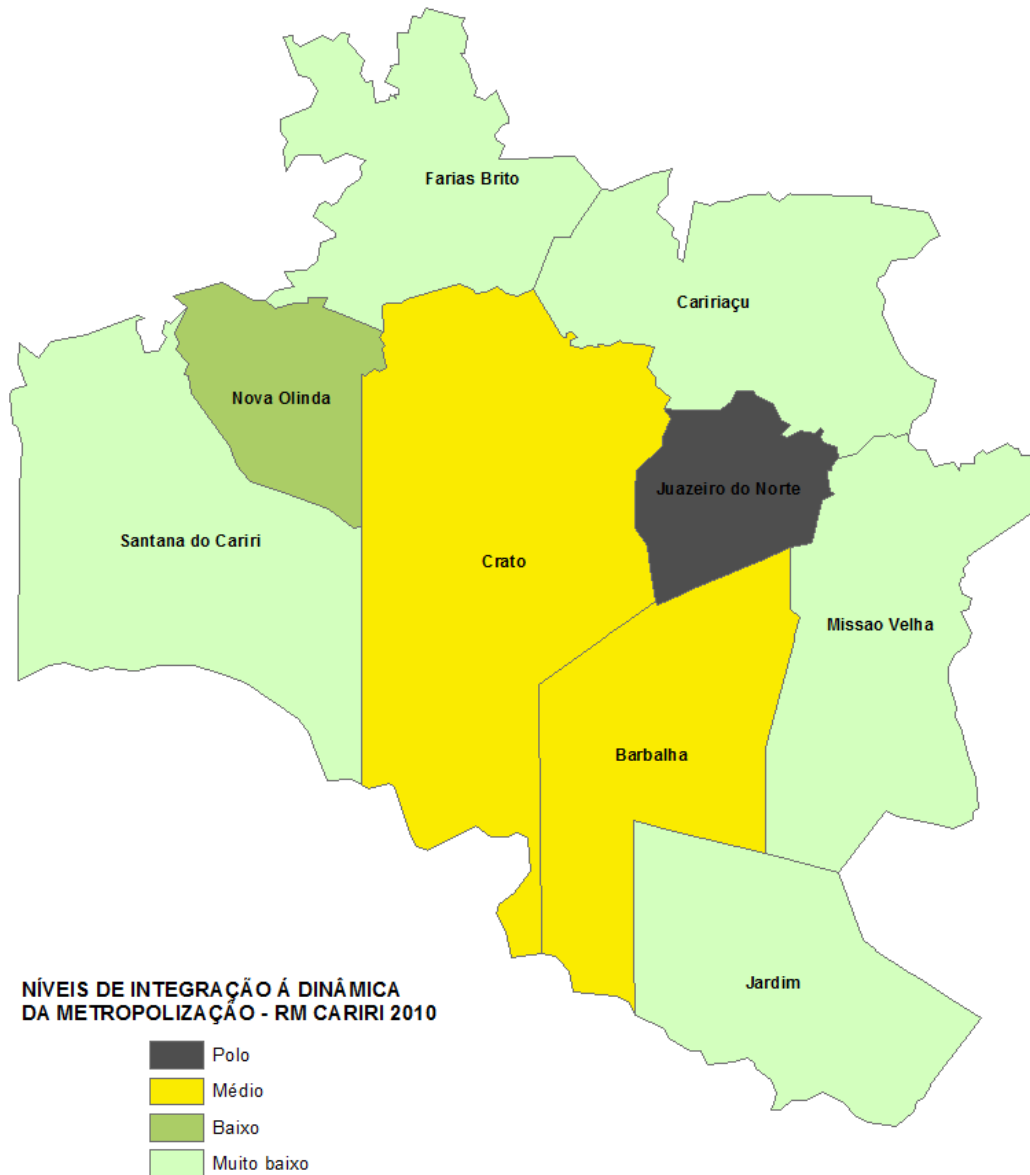 Farias Brito
Caririaçu
Nova Olinda
Juazeiro do Norte
Santana do Cariri
Crato
Missao Velha
Barbalha
Jardim
NÍVEIS DE INTEGRAÇÃO Á DINÂMICA
DA METROPOLIZAÇÃO - RM CARIRI 2010
Polo
Médio
Baixo
Muito baixo